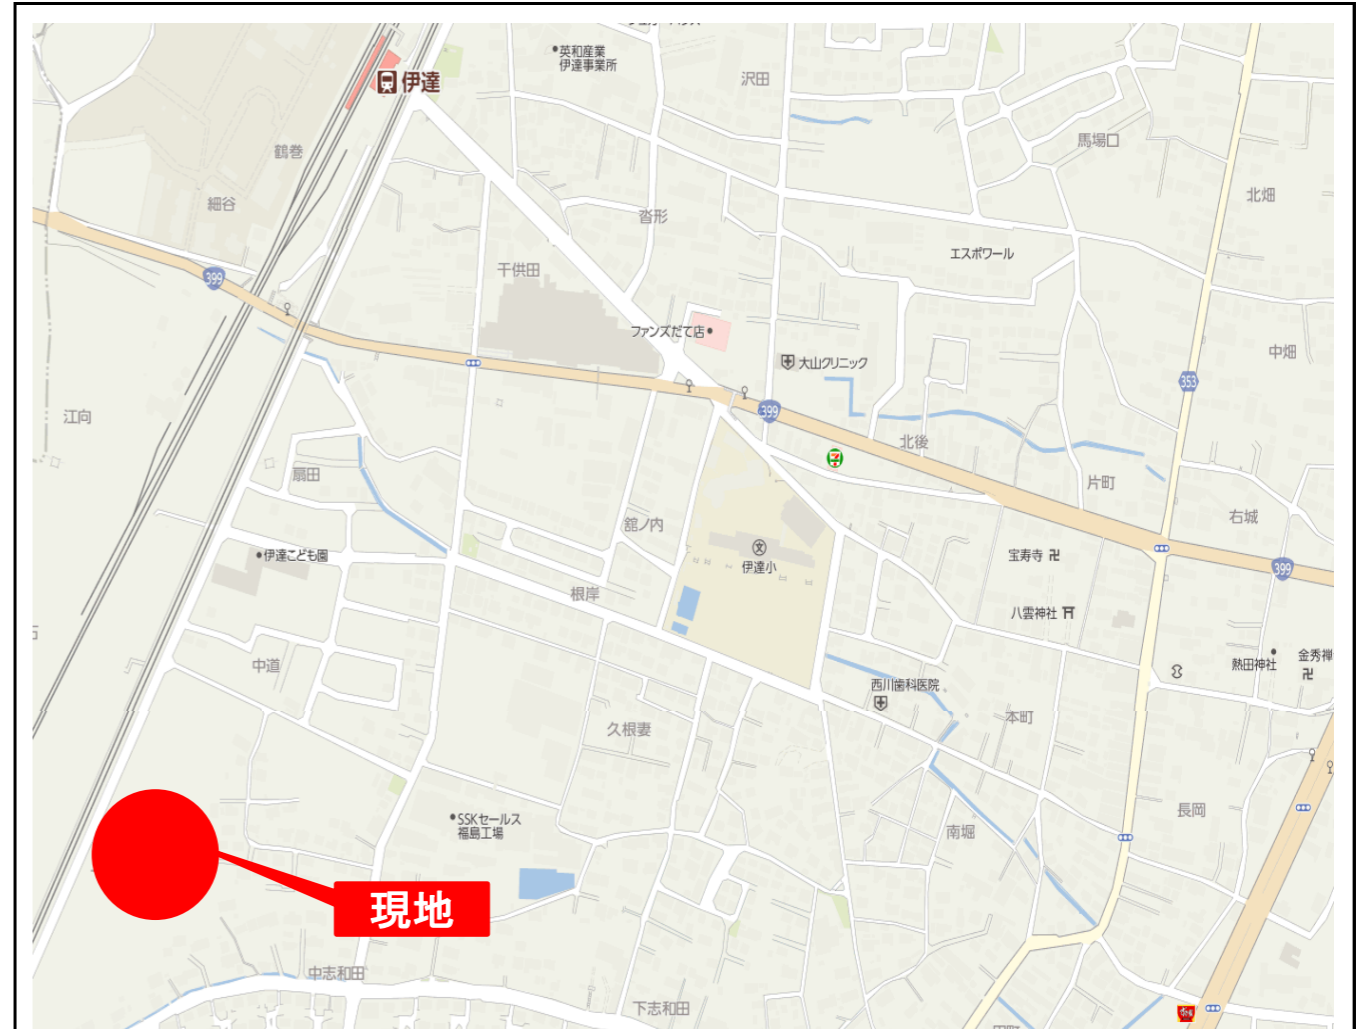 英和産業
伊達事業所
沢田
伊達
馬場口
鶴巻
北畑
細谷
沓形
エスポワール
干供田
399
ファンズだて店
中畑
大山クリニック
353
江向
399
北後
扇田
片町
舘ノ内
右城
伊達こども園
宝寿寺
文
伊達小
399
根岸
八雲神社
中道
熱田神社
金秀禅
西川歯科医院
本町
久根妻
SSKセールス
福島工場
長岡
南堀
現地
中志和田
下志和田